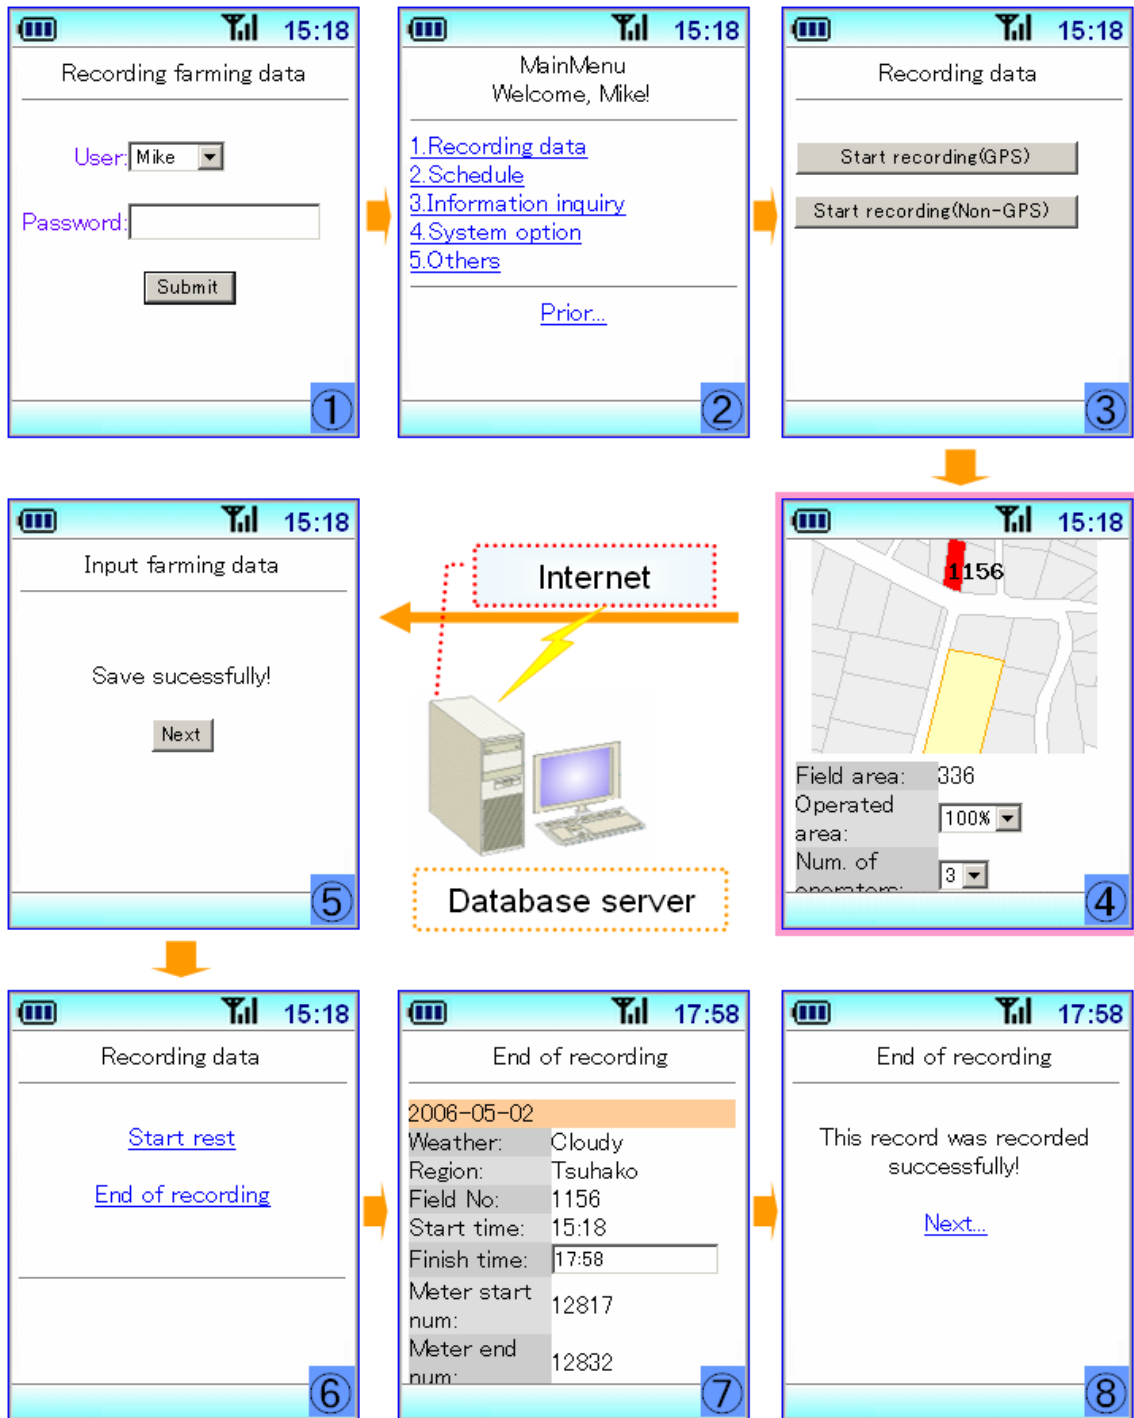 15:18
Recording farming data
User: Mike
Password:
Submit
①
15:18
MainMenu
Welcome, Mike!
1.Recording data
2.Schedule
3.Information inquiry
4.System option
5.Others
Prior...
②
15:18
Recording data
Start recording(GPS)
Start recording(Non-GPS)
③
15:18
1156
Field area: 336
Operated
area:
100%
Num. of
operators:
3
④
Internet
Database server
15:18
Input farming data
Save sucessfully!
Next
⑤
15:18
Recording data
Start rest
End of recording
⑥
17:58
End of recording
2006-05-02
Weather: Cloudy
Region: Tsuhako
Field No: 1156
Start time: 15:18
Finish time: 17:58
Meter start
num:
12817
Meter end
num:
12832
⑦
17:58
End of recording
This record was recorded
successfully!
Next...
⑧